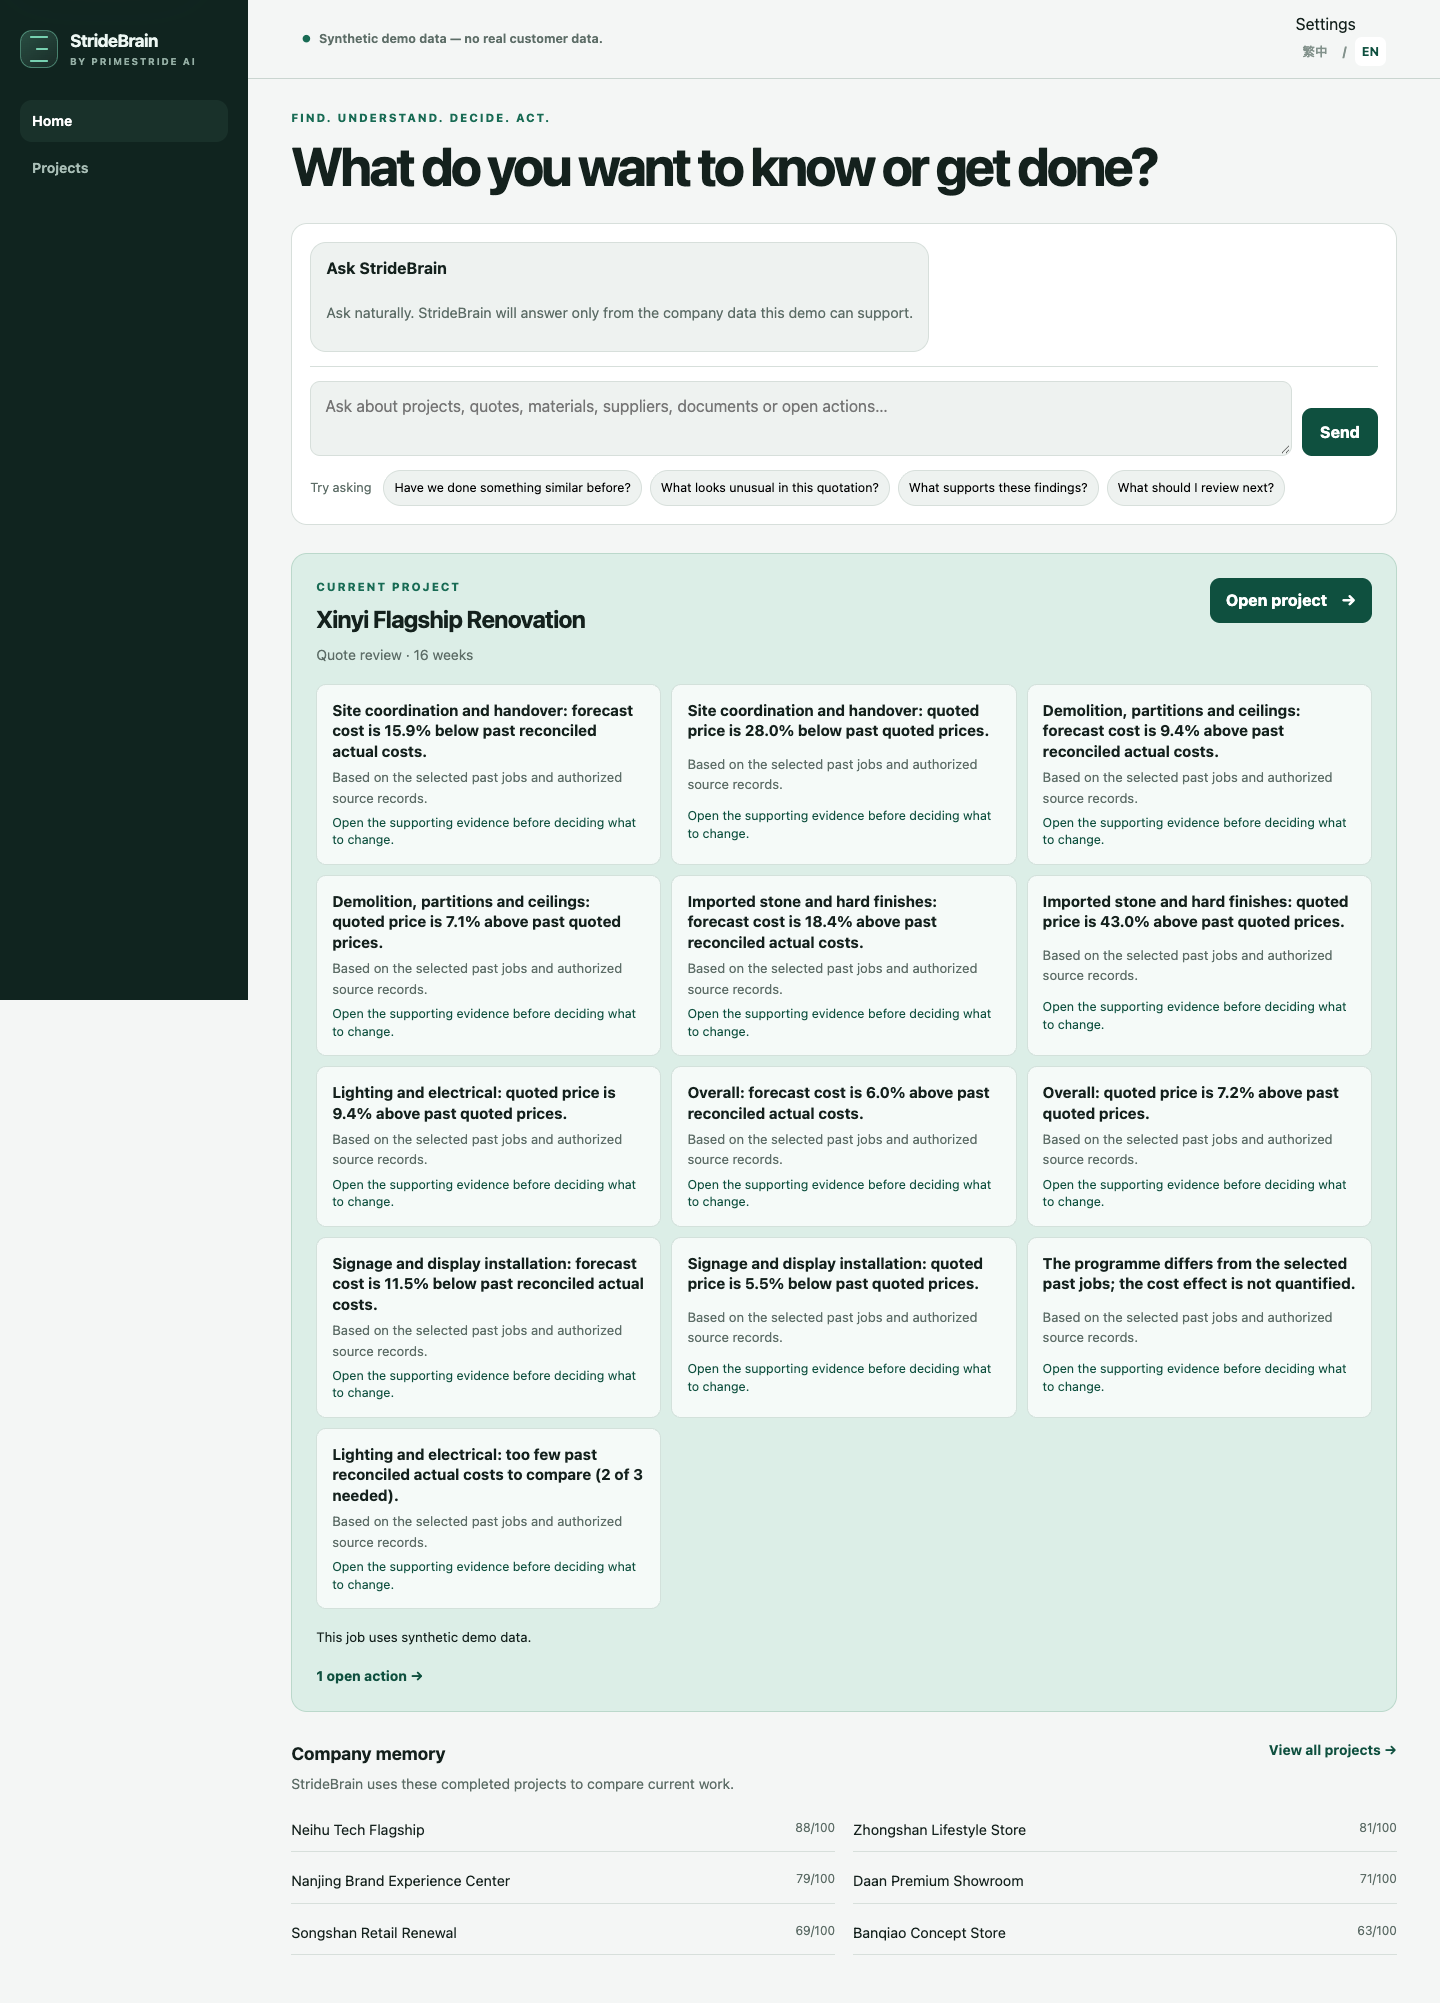 StrideBrain
BY PRIMESTRIDE AI
Home
Projects
Synthetic demo data — no real customer data.
Settings
繁中 / EN
FIND. UNDERSTAND. DECIDE. ACT.
What do you want to know or get done?
Ask StrideBrain
Ask naturally. StrideBrain will answer only from the company data this demo can support.
Ask about projects, quotes, materials, suppliers, documents or open actions...
Send
Try asking
Have we done something similar before?
What looks unusual in this quotation?
What supports these findings?
What should I review next?
CURRENT PROJECT
Xinyi Flagship Renovation
Quote review · 16 weeks
Open project →
Site coordination and handover: forecast
cost is 15.9% below past reconciled
actual costs.
Based on the selected past jobs and authorized
source records.
Open the supporting evidence before deciding what
to change.
Site coordination and handover: quoted
price is 28.0% below past quoted prices.
Based on the selected past jobs and authorized
source records.
Open the supporting evidence before deciding what
to change.
Demolition, partitions and ceilings:
forecast cost is 9.4% above past
reconciled actual costs.
Based on the selected past jobs and authorized
source records.
Open the supporting evidence before deciding what
to change.
Demolition, partitions and ceilings:
quoted price is 7.1% above past quoted
prices.
Based on the selected past jobs and authorized
source records.
Open the supporting evidence before deciding what
to change.
Imported stone and hard finishes:
forecast cost is 18.4% above past
reconciled actual costs.
Based on the selected past jobs and authorized
source records.
Open the supporting evidence before deciding what
to change.
Imported stone and hard finishes: quoted
price is 43.0% above past quoted prices.
Based on the selected past jobs and authorized
source records.
Open the supporting evidence before deciding what
to change.
Lighting and electrical: quoted price is
9.4% above past quoted prices.
Based on the selected past jobs and authorized
source records.
Open the supporting evidence before deciding what
to change.
Overall: forecast cost is 6.0% above past
reconciled actual costs.
Based on the selected past jobs and authorized
source records.
Open the supporting evidence before deciding what
to change.
Overall: quoted price is 7.2% above past
quoted prices.
Based on the selected past jobs and authorized
source records.
Open the supporting evidence before deciding what
to change.
Signage and display installation: forecast
cost is 11.5% below past reconciled actual
costs.
Based on the selected past jobs and authorized
source records.
Open the supporting evidence before deciding what
to change.
Signage and display installation: quoted
price is 5.5% below past quoted prices.
Based on the selected past jobs and authorized
source records.
Open the supporting evidence before deciding what
to change.
The programme differs from the selected
past jobs; the cost effect is not quantified.
Based on the selected past jobs and authorized
source records.
Open the supporting evidence before deciding what
to change.
Lighting and electrical: too few past
reconciled actual costs to compare (2 of 3
needed).
Based on the selected past jobs and authorized
source records.
Open the supporting evidence before deciding what
to change.
This job uses synthetic demo data.
1 open action →
Company memory
View all projects →
StrideBrain uses these completed projects to compare current work.
Neihu Tech Flagship 88/100
Zhongshan Lifestyle Store 81/100
Nanjing Brand Experience Center 79/100
Daan Premium Showroom 71/100
Songshan Retail Renewal 69/100
Banqiao Concept Store 63/100